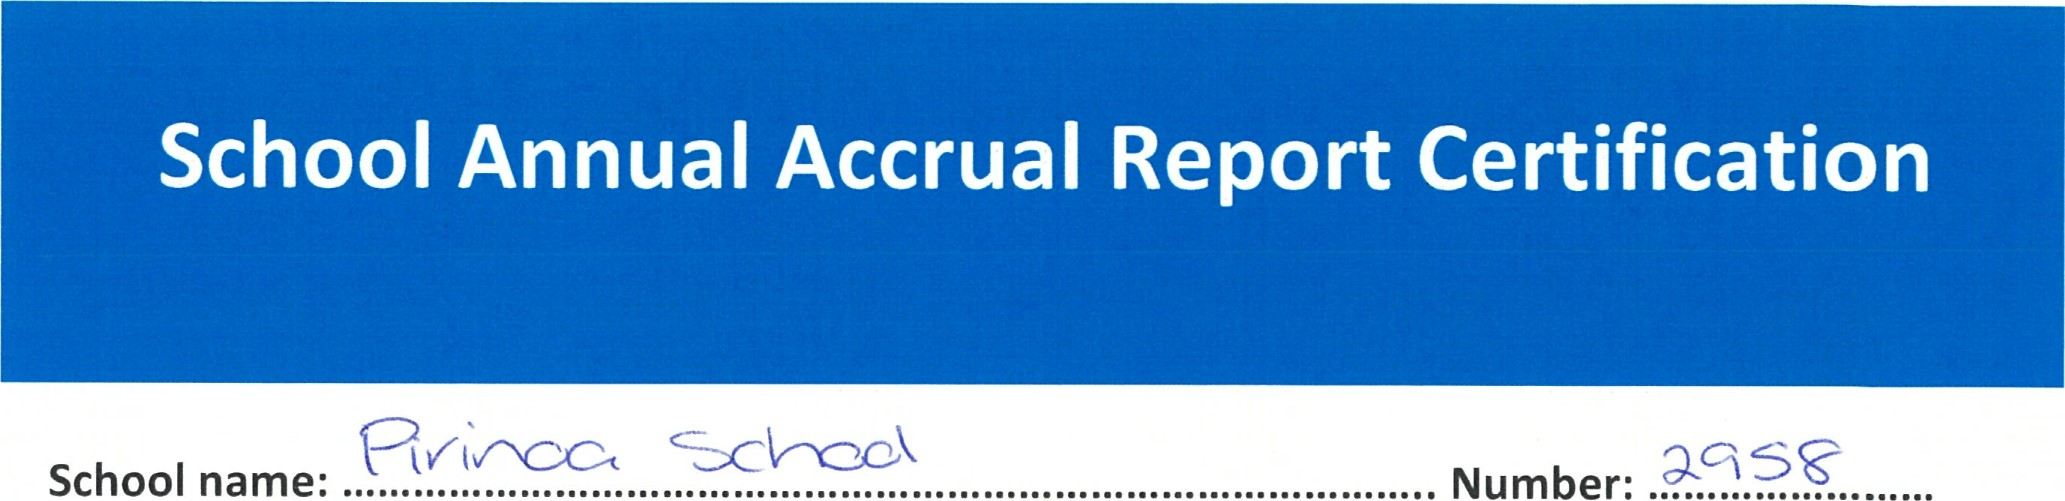 School Annual Accrual Report Certification
School name: Pirinoa School Number: 2958